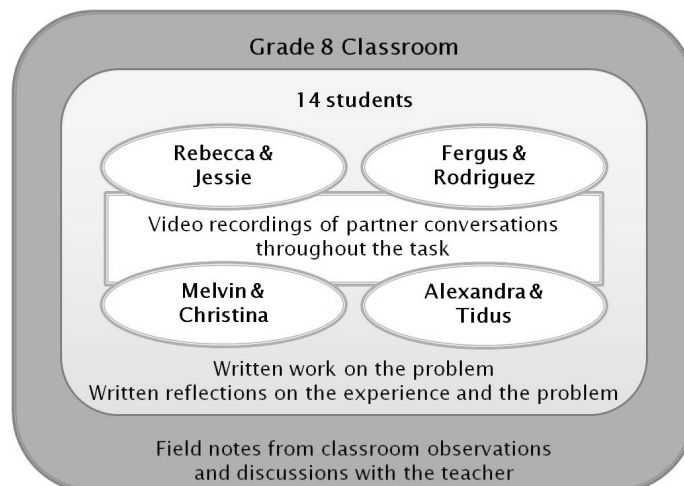 Grade 8 Classroom
14 students
Rebecca &
Jessie
Fergus &
Rodriguez
Video recordings of partner conversations
throughout the task
Melvin &
Christina
Alexandra &
Tidus
Written work on the problem
Written reflections on the experience and the problem
Field notes from classroom observations
and discussions with the teacher